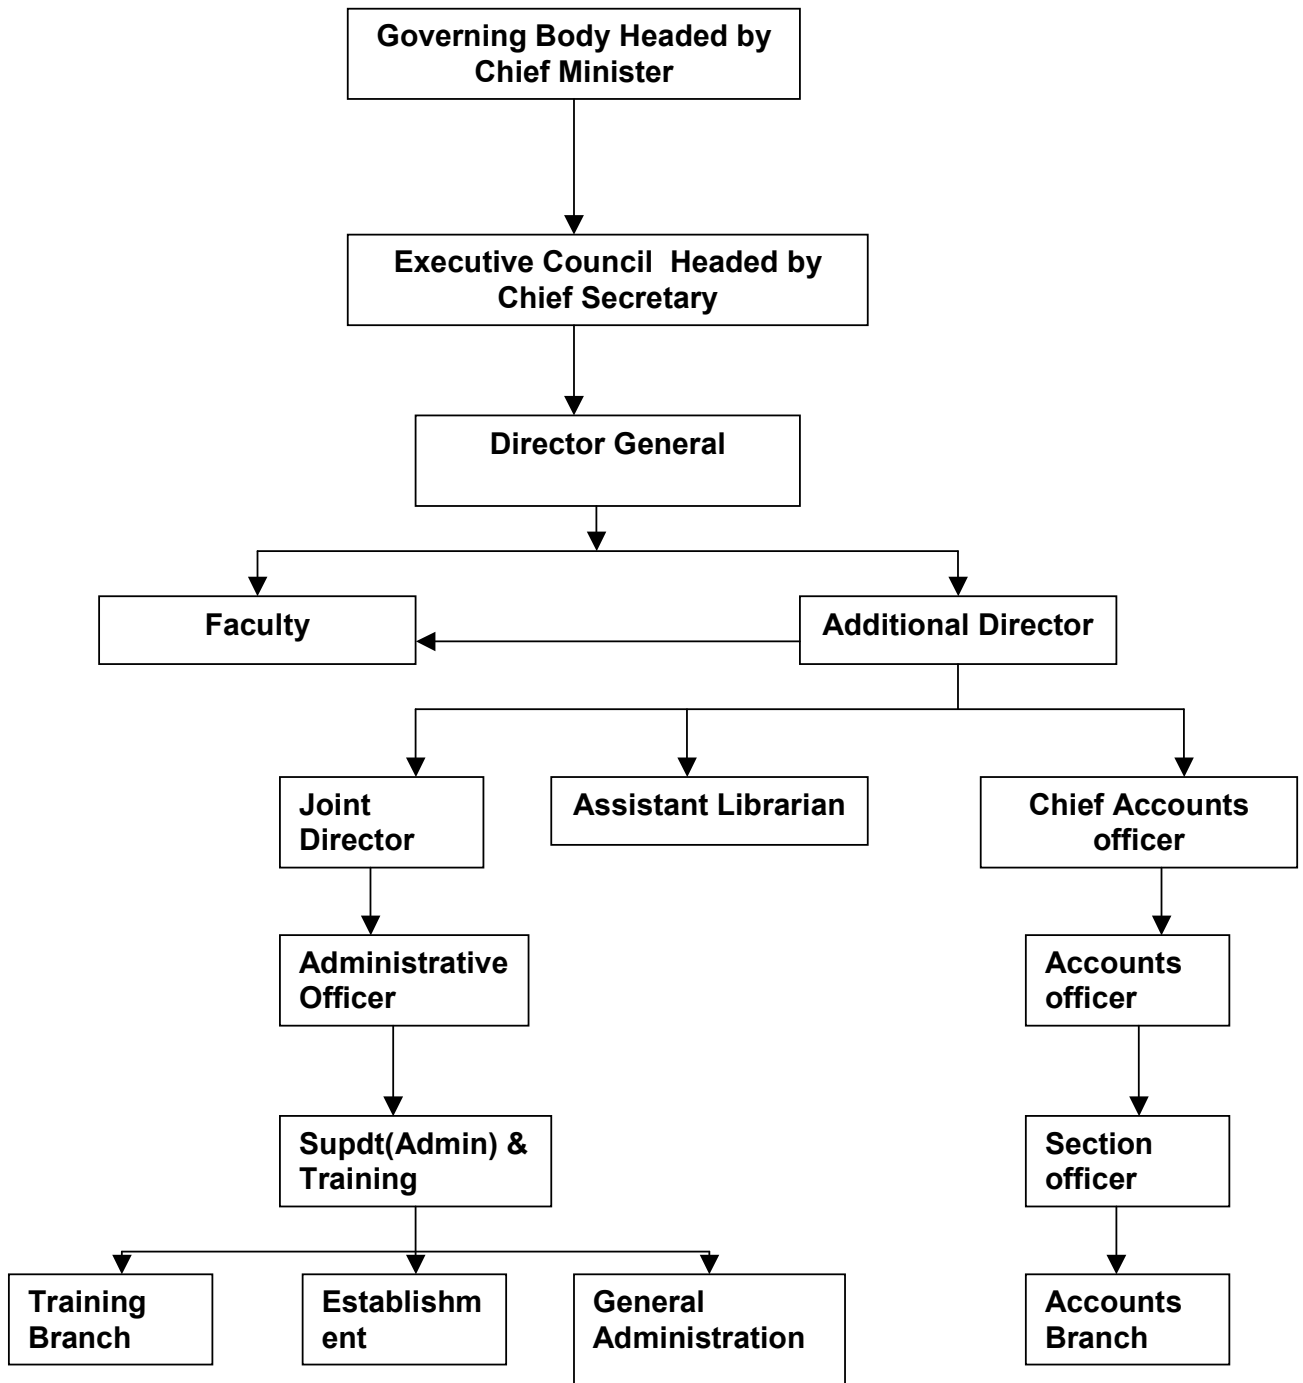 Governing Body Headed by
Chief Minister
Executive Council  Headed by
Chief Secretary
Director General
Faculty
Additional Director
Joint
Director
Assistant Librarian
Chief Accounts
officer
Administrative
Officer
Accounts
officer
Supdt(Admin) &
Training
Section
officer
Training
Branch
Establishm
ent
General
Administration
Accounts
Branch